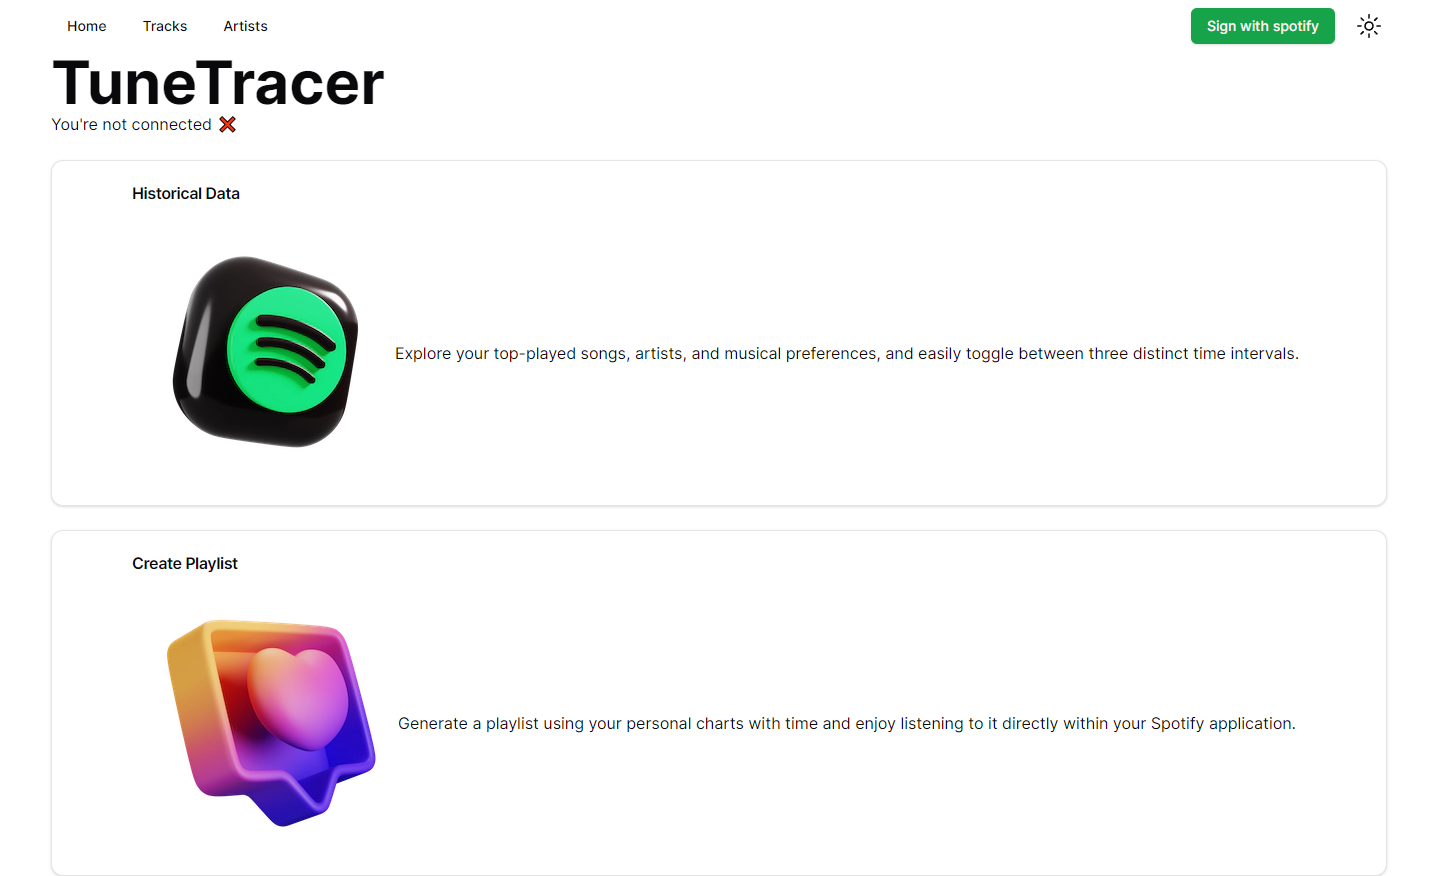 Home Tracks Artists Sign with spotify
TuneTracer
You're not connected ❌
Historical Data
Explore your top-played songs, artists, and musical preferences, and easily toggle between three distinct time intervals.
Create Playlist
Generate a playlist using your personal charts with time and enjoy listening to it directly within your Spotify application.